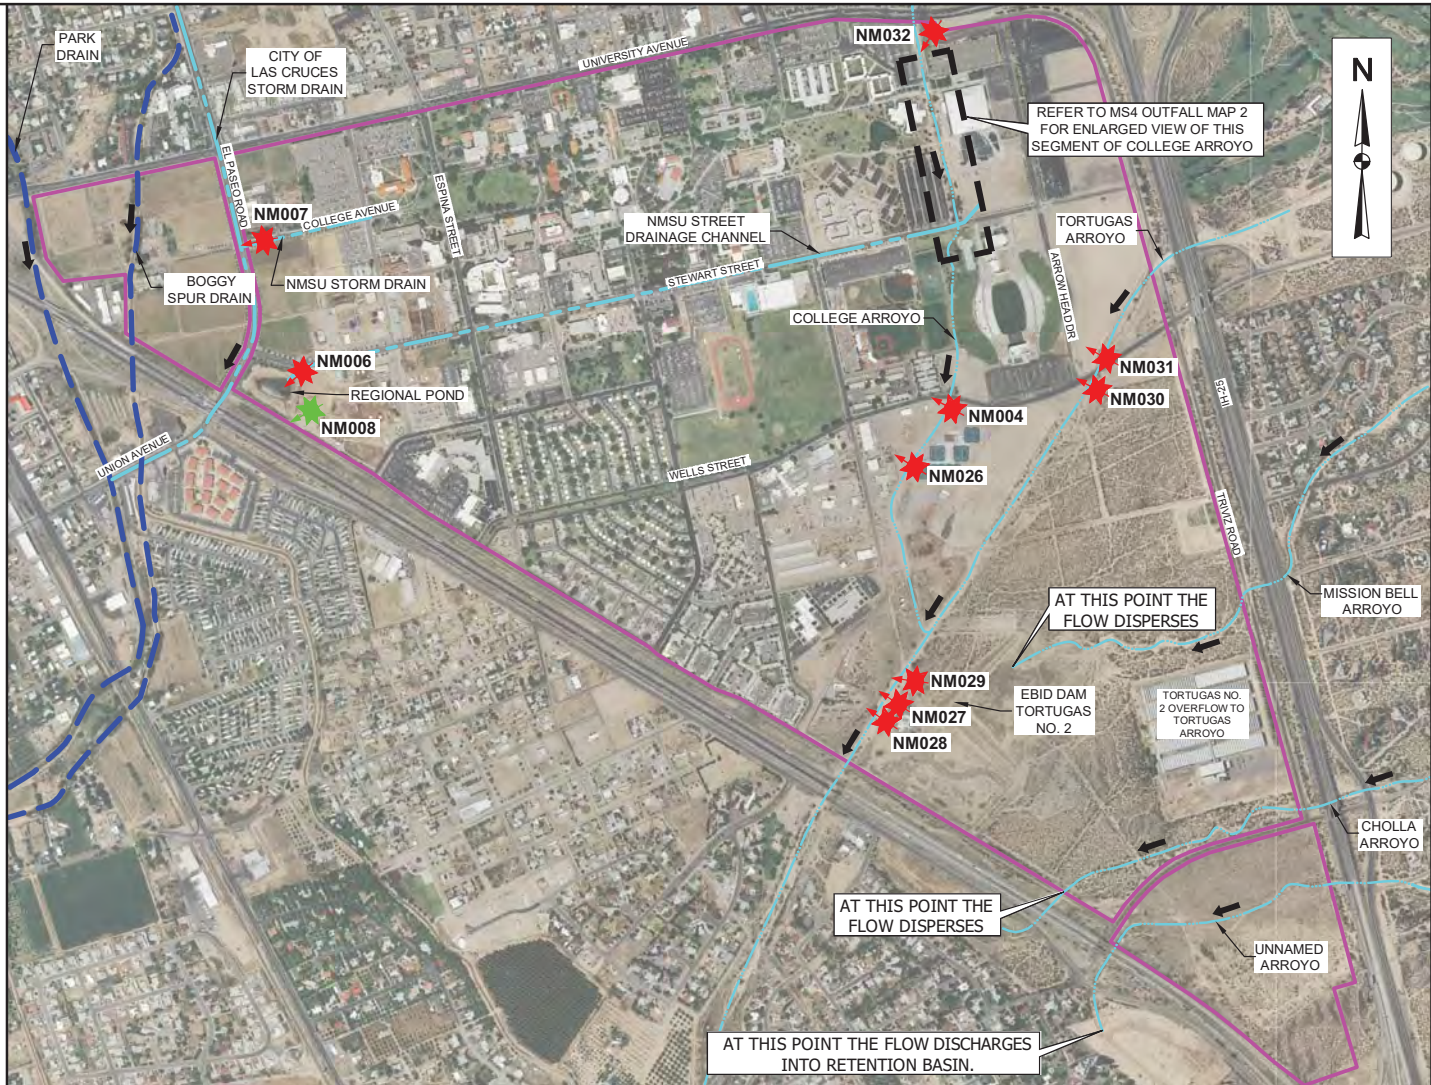 PARK
DRAIN
CITY OF
LAS CRUCES
STORM DRAIN
UNIVERSITY AVENUE
NM032
N
REFER TO MS4 OUTFALL MAP 2
FOR ENLARGED VIEW OF THIS
SEGMENT OF COLLEGE ARROYO
EL PASEO ROAD
ESPINA STREET
NM007
COLLEGE AVENUE
NMSU STREET
DRAINAGE CHANNEL
TORTUGAS
ARROYO
BOGGY
SPUR DRAIN
NMSU STORM DRAIN
STEWART STREET
ARROW HEAD DR
COLLEGE ARROYO
NM006
NM031
REGIONAL POND
NM030
IH-25
NM008
NM004
UNION AVENUE
WELLS STREET
NM026
TRIVIZ ROAD
AT THIS POINT THE
FLOW DISPERSES
MISSION BELL
ARROYO
NM029
EBID DAM
TORTUGAS
NO. 2
TORTUGAS NO.
2 OVERFLOW TO
TORTUGAS
ARROYO
NM027
NM028
CHOLLA
ARROYO
AT THIS POINT THE
FLOW DISPERSES
UNNAMED
ARROYO
AT THIS POINT THE FLOW DISCHARGES
INTO RETENTION BASIN.